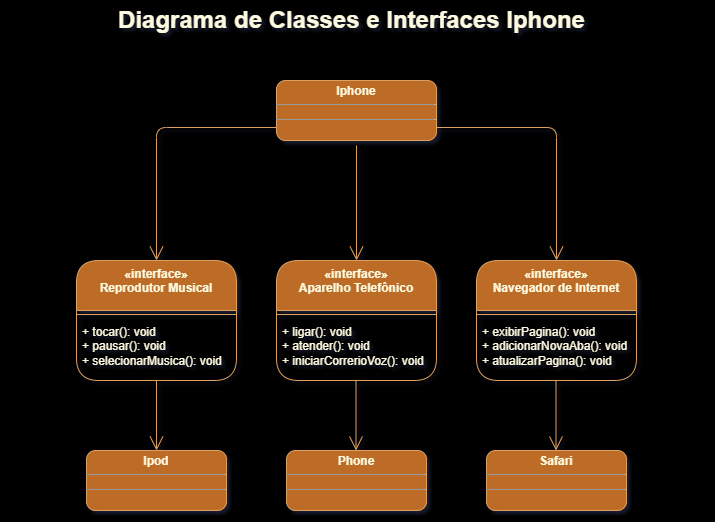 Diagrama de Classes e Interfaces Iphone
Iphone
«interface»
Reprodutor Musical
+ tocar(): void
+ pausar(): void
+ selecionarMusica(): void
«interface»
Aparelho Telefônico
+ ligar(): void
+ atender(): void
+ iniciarCorrerioVoz(): void
«interface»
Navegador de Internet
+ exibirPagina(): void
+ adicionarNovaAba(): void
+ atualizarPagina(): void
Ipod
Phone
Safari